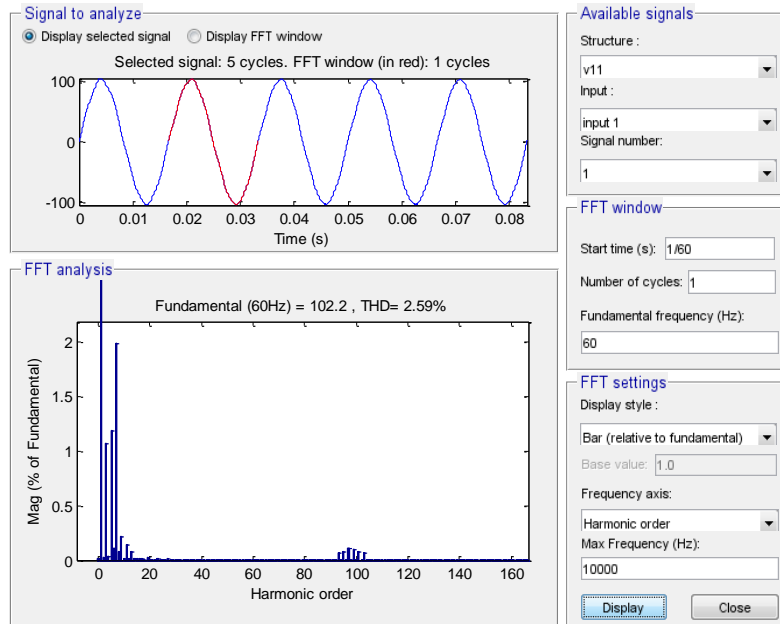 Signal to analyze
Display selected signal Display FFT window
Selected signal: 5 cycles. FFT window (in red): 1 cycles
100
0
-100
0 0.01 0.02 0.03 0.04 0.05 0.06 0.07 0.08
Time (s)
FFT analysis
Fundamental (60Hz) = 102.2 , THD= 2.59%
2
1.5
1
0.5
0
Mag (% of Fundamental)
0 20 40 60 80 100 120 140 160
Harmonic order
Available signals
Structure :
v11
Input :
input 1
Signal number:
1
FFT window
Start time (s): 1/60
Number of cycles: 1
Fundamental frequency (Hz):
60
FFT settings
Display style :
Bar (relative to fundamental)
Base value: 1.0
Frequency axis:
Harmonic order
Max Frequency (Hz):
10000
Display Close